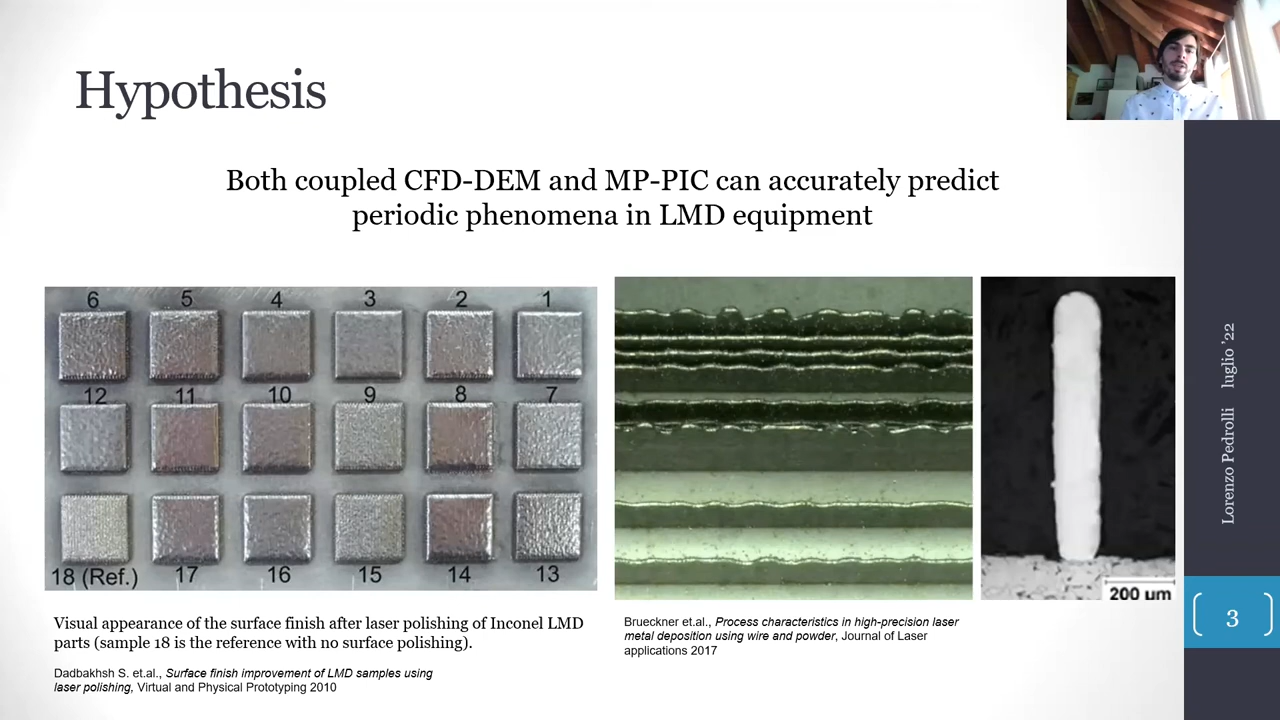 Hypothesis
Both coupled CFD-DEM and MP-PIC can accurately predict
periodic phenomena in LMD equipment
6 5 4 3 2 1
12 11 10 9 8 7
18 (Ref.) 17 16 15 14 13
200 µm
Visual appearance of the surface finish after laser polishing of Inconel LMD
parts (sample 18 is the reference with no surface polishing).
Dadbakhsh S. et.al., Surface finish improvement of LMD samples using
laser polishing, Virtual and Physical Prototyping 2010
Brueckner et.al., Process characteristics in high-precision laser
metal deposition using wire and powder, Journal of Laser
applications 2017
Lorenzo Pedrolli luglio '22
3